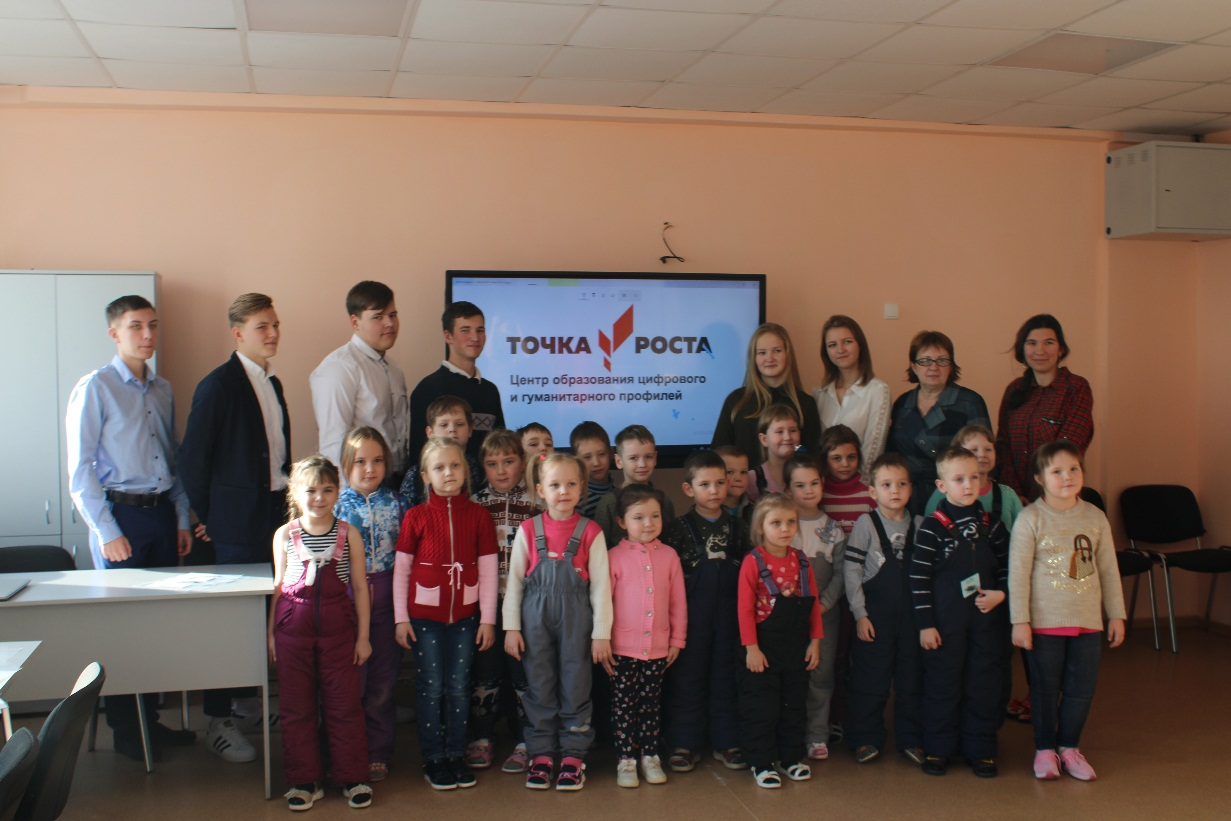 ТОЧКА РОСТА
Центр образования цифрового
и гуманитарного профилей